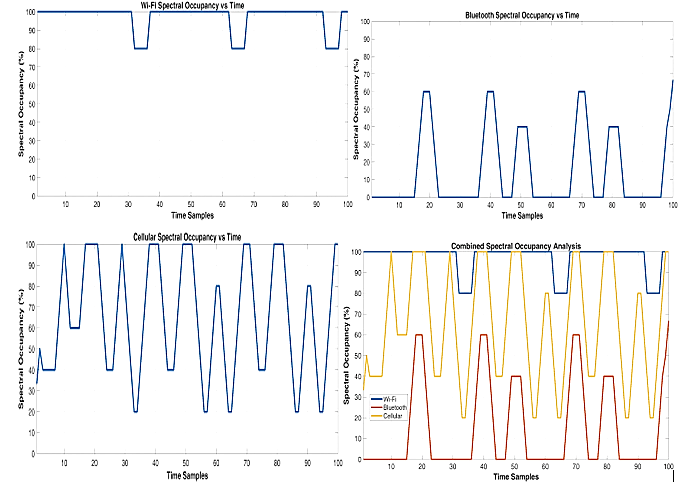 Wi-Fi Spectral Occupancy vs Time
100
90
80
70
60
50
40
30
20
10
0
Spectral Occupancy (%)
10 20 30 40 50 60 70 80 90 100
Time Samples
Bluetooth Spectral Occupancy vs Time
100
90
80
70
60
50
40
30
20
10
0
Spectral Occupancy (%)
10 20 30 40 50 60 70 80 90 100
Time Samples
Cellular Spectral Occupancy vs Time
100
90
80
70
60
50
40
30
20
10
0
Spectral Occupancy (%)
10 20 30 40 50 60 70 80 90 100
Time Samples
Combined Spectral Occupancy Analysis
100
90
80
70
60
50
40
30
20
10
0
Spectral Occupancy (%)
Wi-Fi
Bluetooth
Cellular
10 20 30 40 50 60 70 80 90 100
Time Samples